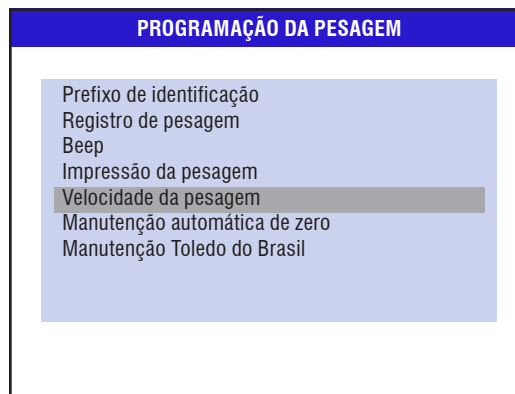 PROGRAMAÇÃO DA PESAGEM
Prefixo de identificação
Registro de pesagem
Beep
Impressão da pesagem
Velocidade da pesagem
Manutenção automática de zero
Manutenção Toledo do Brasil